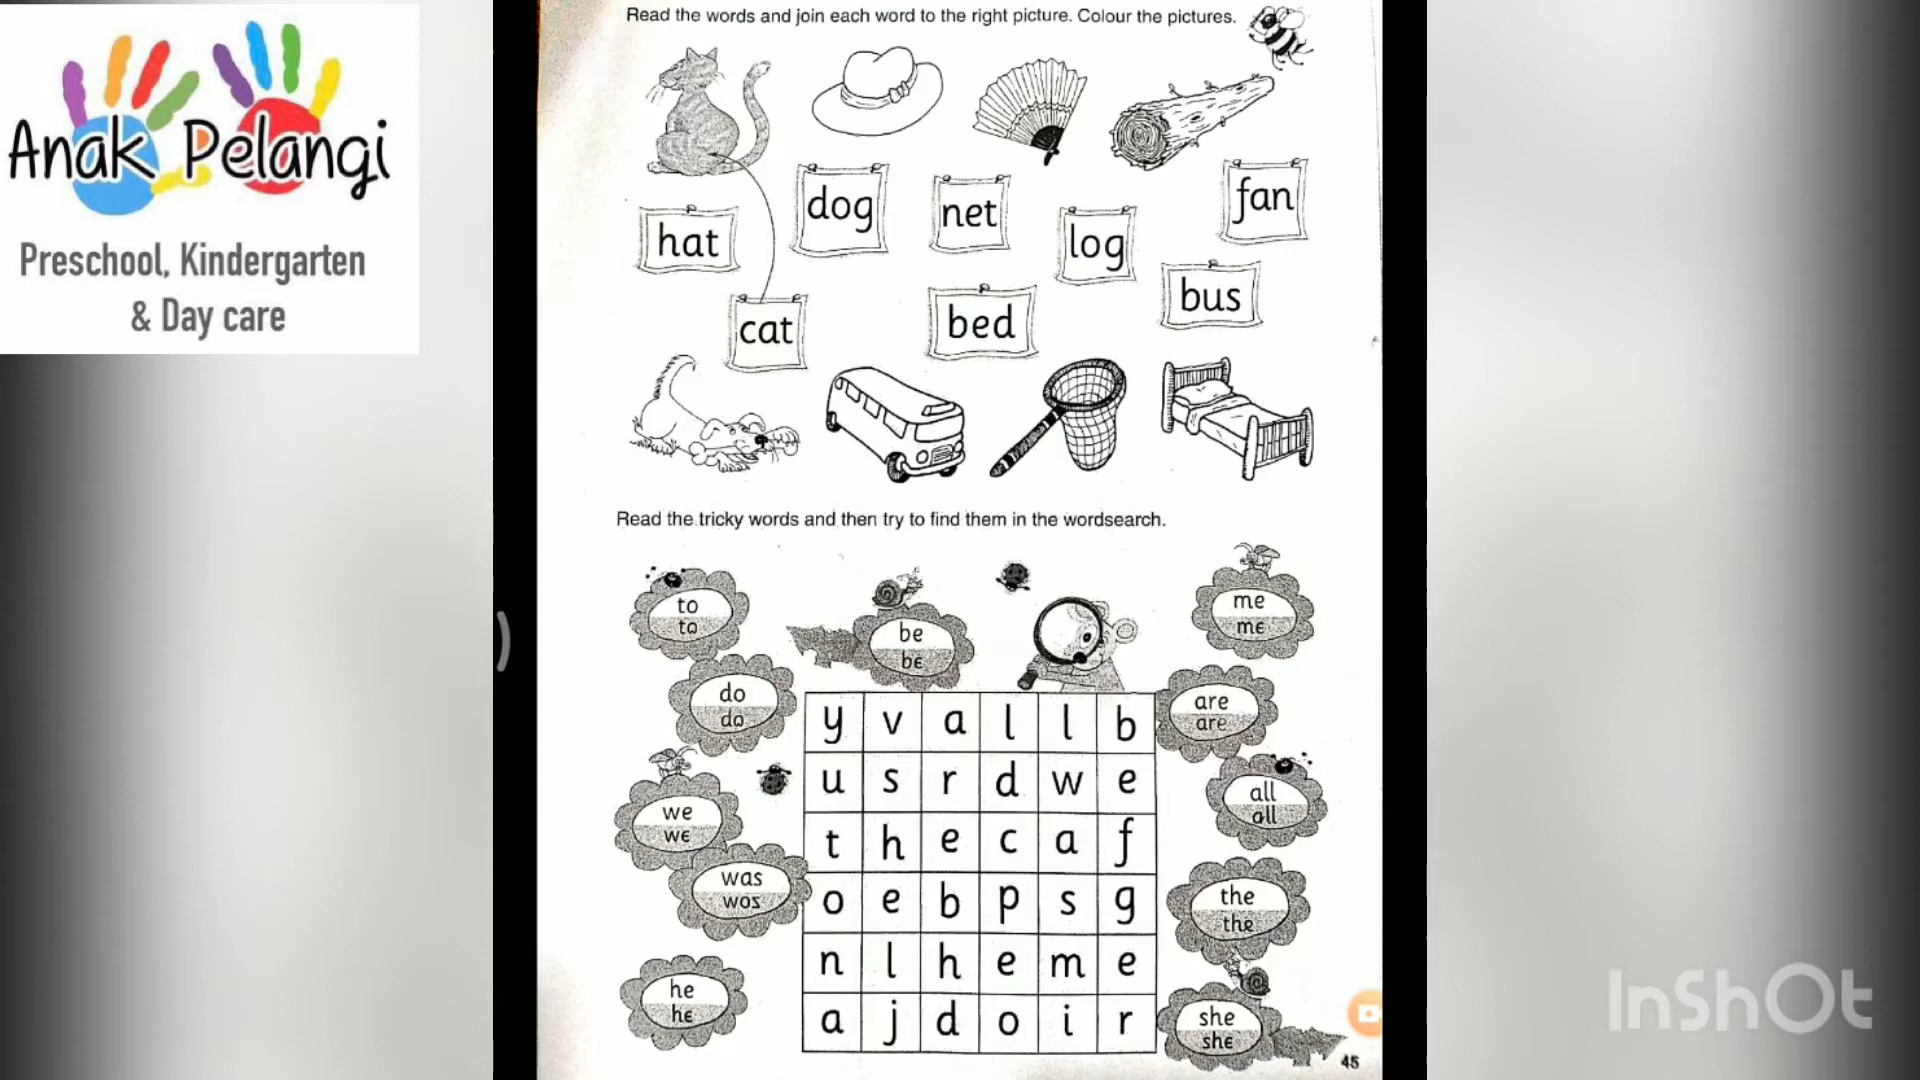 Anak Pelangi
Preschool, Kindergarten
& Day care
Read the words and join each word to the right picture. Colour the pictures.
hat
dog
net
log
fan
cat
bed
bus
Read the tricky words and then try to find them in the wordsearch.
to
to
be
be
me
me
do
do
are
are
we
we
all
all
was
was
the
the
he
he
she
she
y v a l l b
u s r d w e
t h e c a f
o e b p s g
n l h e m e
a j d o i r
45
InShOt